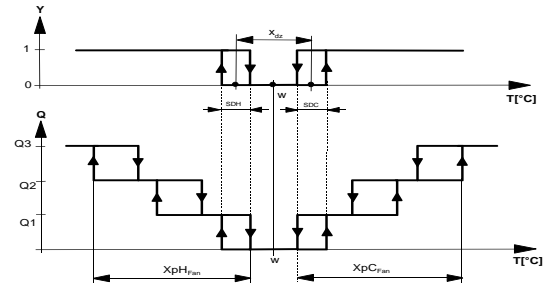 Y
x_dz
1
0
w
T[°C]
SDH
SDC
Q
Q3
Q2
Q1
w
T[°C]
XpH_Fan
XpC_Fan